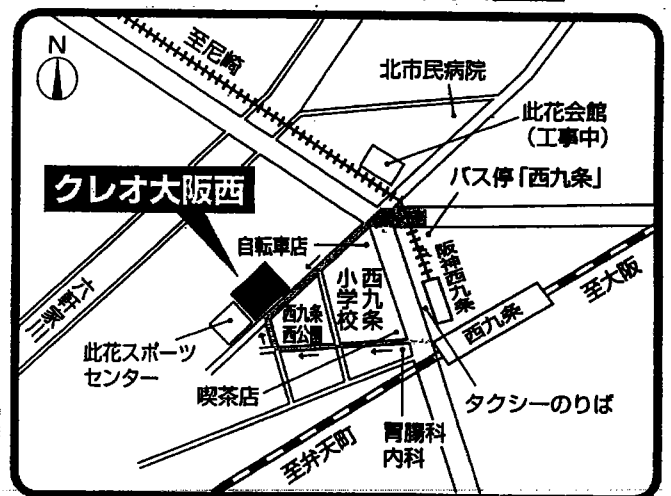 N
至尼崎
北市民病院
此花会館
(工事中)
バス停「西九条」
クレオ大阪西
自転車店
阪神西九条
西九条
小学校
至大阪
六軒家川
西九条
西公園
西九条
此花スポーツ
センター
喫茶店
タクシーのりば
胃腸科
内科
至弁天町